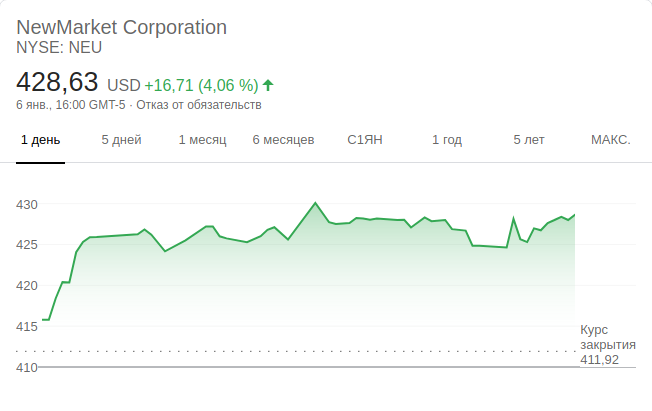 NewMarket Corporation
NYSE: NEU
428,63 USD +16,71 (4,06 %)
6 янв., 16:00 GMT-5 · Отказ от обязательств
1 день 5 дней 1 месяц 6 месяцев С1ЯН 1 год 5 лет МАКС.
430
425
420
415
Курс
закрытия
411,92
410